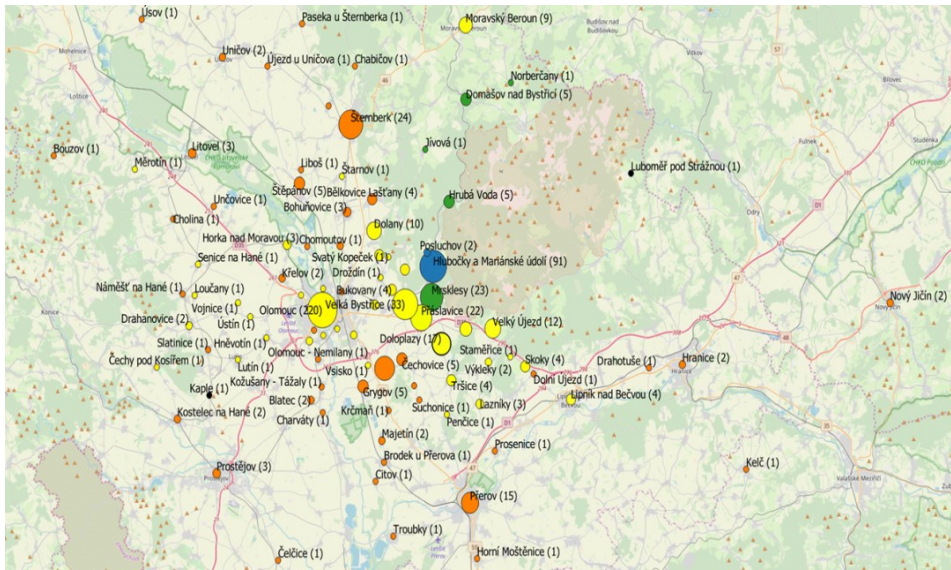 Úsov (1)
Paseka u Šternberka (1)
Moravský Beroun (9)
Uničov (2)
Újezd u Uničova (1)
Chabičov (1)
Norberčany (1)
Domašov nad Bystřicí (5)
Šternberk (24)
Bouzov (1)
Litovel (3)
Měrotín (1)
Jívová (1)
Liboš (1)
Štarnov (1)
Luboměř pod Strážnou (1)
Štěpánov (5)
Bělkovice Lašťany (4)
Hrubá Voda (5)
Unčovice (1)
Bohuňovice (3)
Cholina (1)
Dolany (10)
Horka nad Moravou (3)
Chomoutov (1)
Posluchov (2)
Senice na Hané (1)
Svatý Kopeček (1)
Hlubočky a Mariánské údolí (91)
Křelov (2)
Droždín (1)
Náměšť na Hané (1)
Loučany (1)
Bukovany (4)
Mrsklesy (23)
Nový Jičín (2)
Vojnice (1)
Olomouc (220)
Velká Bystřice (33)
Přáslavice (22)
Drahanovice (2)
Ústín (1)
Velký Újezd (12)
Slatinice (1)
Hněvotín (1)
Doloplazy (17)
Čechy pod Kosířem (1)
Lutín (1)
Olomouc - Nemilany (1)
Staměřice (1)
Skoky (4)
Drahotuše (1)
Hranice (2)
Vsisko (1)
Čechovice (5)
Výkleky (2)
Kaple (1)
Kožušany - Tážaly (1)
Grygov (5)
Tršice (4)
Dolní Újezd (1)
Lipník nad Bečvou (4)
Kostelec na Hané (2)
Blatec (2)
Krčmaň (1)
Suchonice (1)
Lazníky (3)
Charváty (1)
Penčice (1)
Majetín (2)
Prosenice (1)
Prostějov (3)
Brodek u Přerova (1)
Kelč (1)
Citov (1)
Přerov (15)
Troubky (1)
Čelčice (1)
Horní Moštěnice (1)